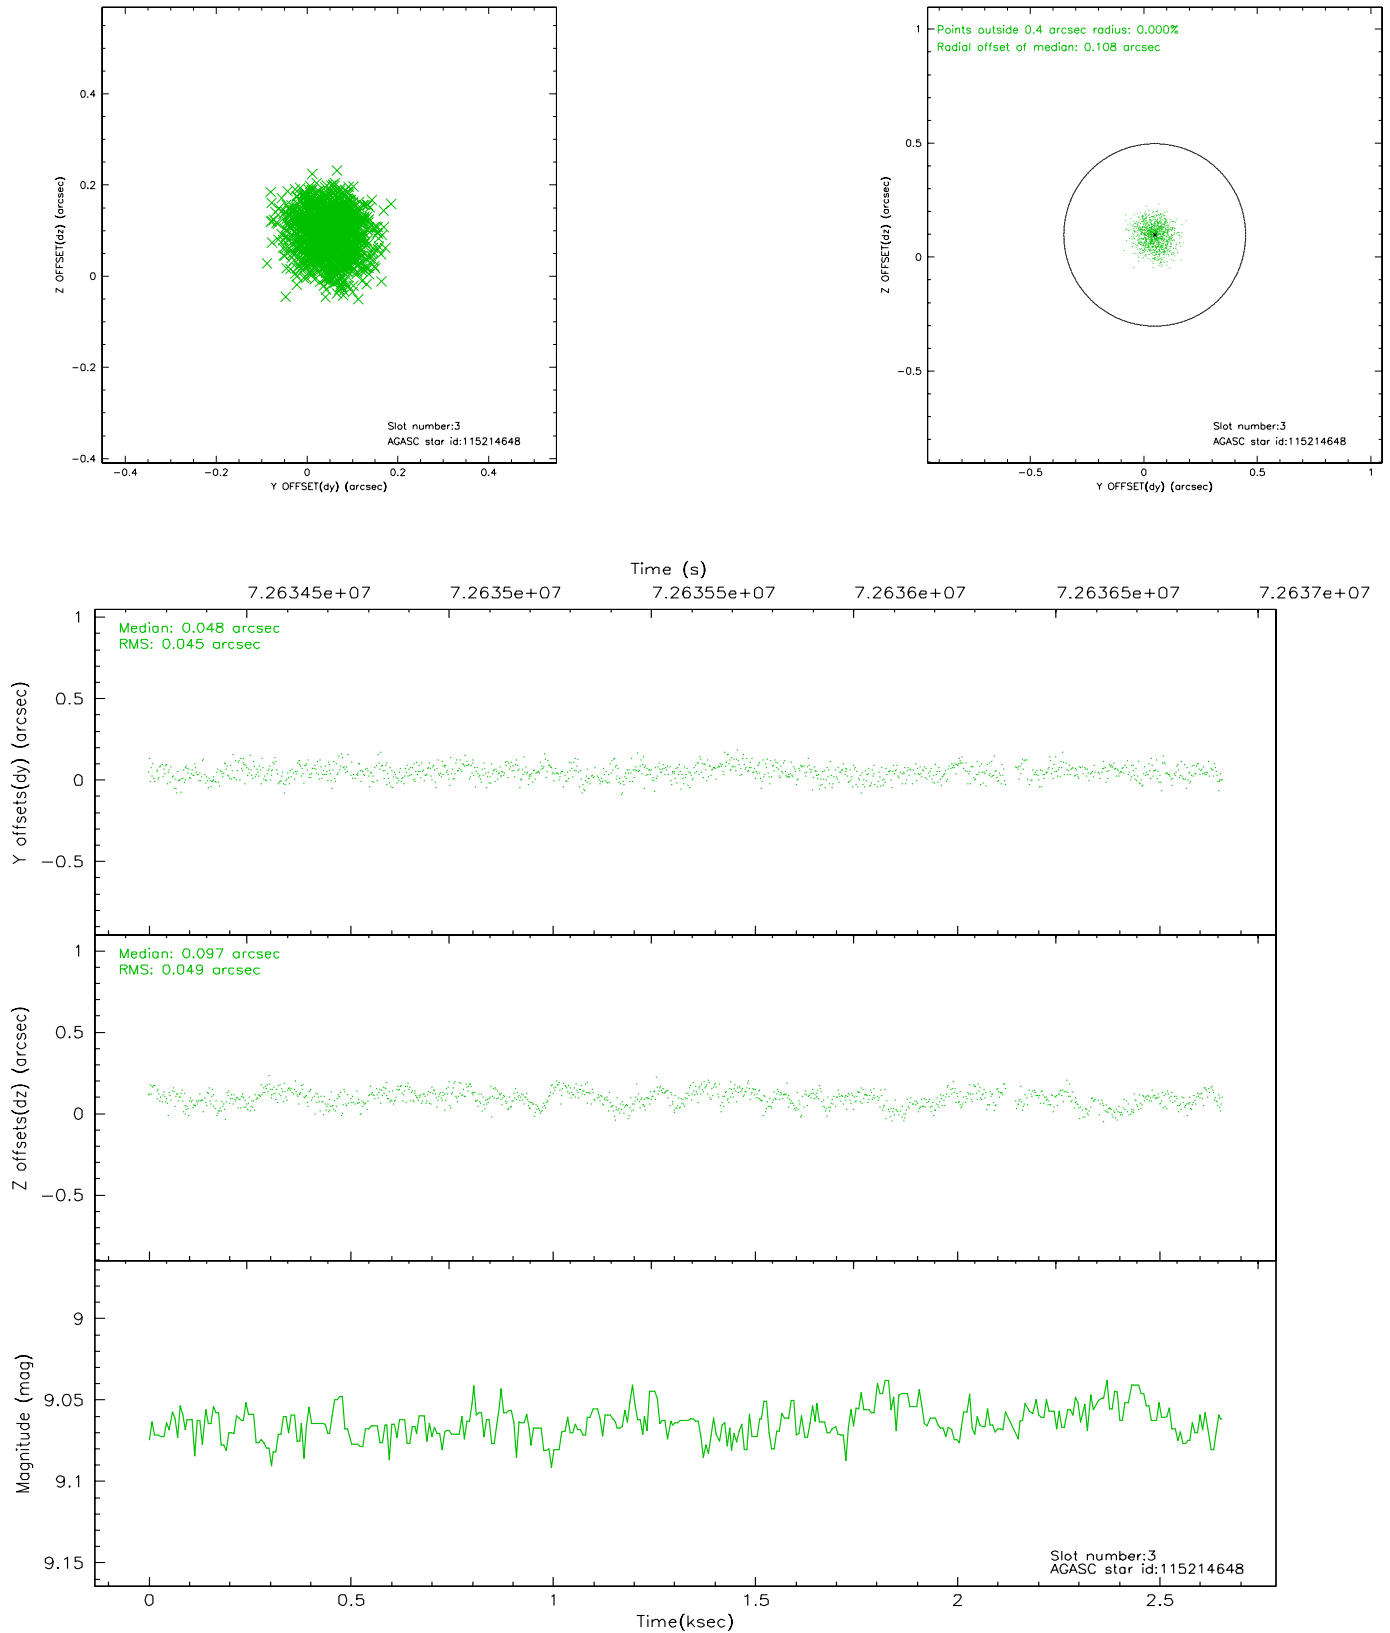 0.4
0.2
0
−0.2
−0.4
Z OFFSET(dz) (arcsec)
Slot number:3
AGASC star id:115214648
−0.4 −0.2 0 0.2 0.4
Y OFFSET(dy) (arcsec)
Points outside 0.4 arcsec radius: 0.000%
Radial offset of median: 0.108 arcsec
1
0.5
0
−0.5
Z OFFSET(dz) (arcsec)
Slot number:3
AGASC star id:115214648
−0.5 0 0.5 1
Y OFFSET(dy) (arcsec)
Time (s)
7.26345e+07 7.2635e+07 7.26355e+07 7.2636e+07 7.26365e+07 7.2637e+07
Median: 0.048 arcsec
RMS: 0.045 arcsec
1
0.5
0
−0.5
Y offsets(dy) (arcsec)
Median: 0.097 arcsec
RMS: 0.049 arcsec
1
0.5
0
−0.5
Z offsets(dz) (arcsec)
9
9.05
9.1
9.15
Magnitude (mag)
Slot number:3
AGASC star id:115214648
0 0.5 1 1.5 2 2.5
Time(ksec)